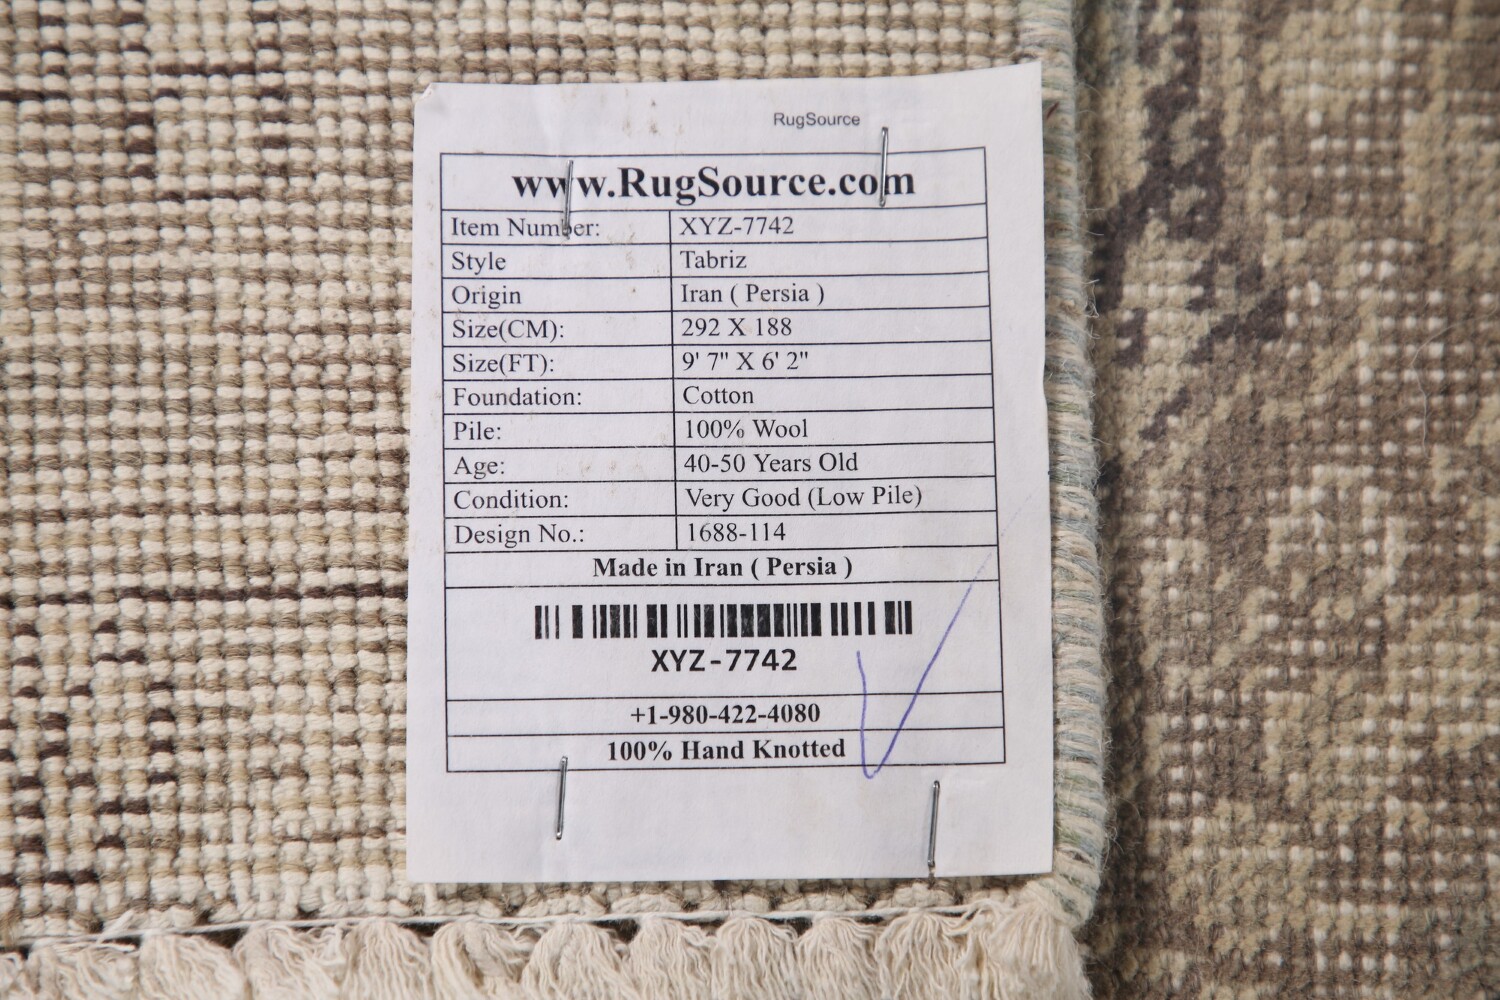 RugSource
www.RugSource.com
Item Number: XYZ-7742
Style Tabriz
Origin Iran ( Persia )
Size(CM): 292 X 188
Size(FT): 9' 7" X 6' 2"
Foundation: Cotton
Pile: 100% Wool
Age: 40-50 Years Old
Condition: Very Good (Low Pile)
Design No.: 1688-114
Made in Iran ( Persia )
XYZ-7742
+1-980-422-4080
100% Hand Knotted